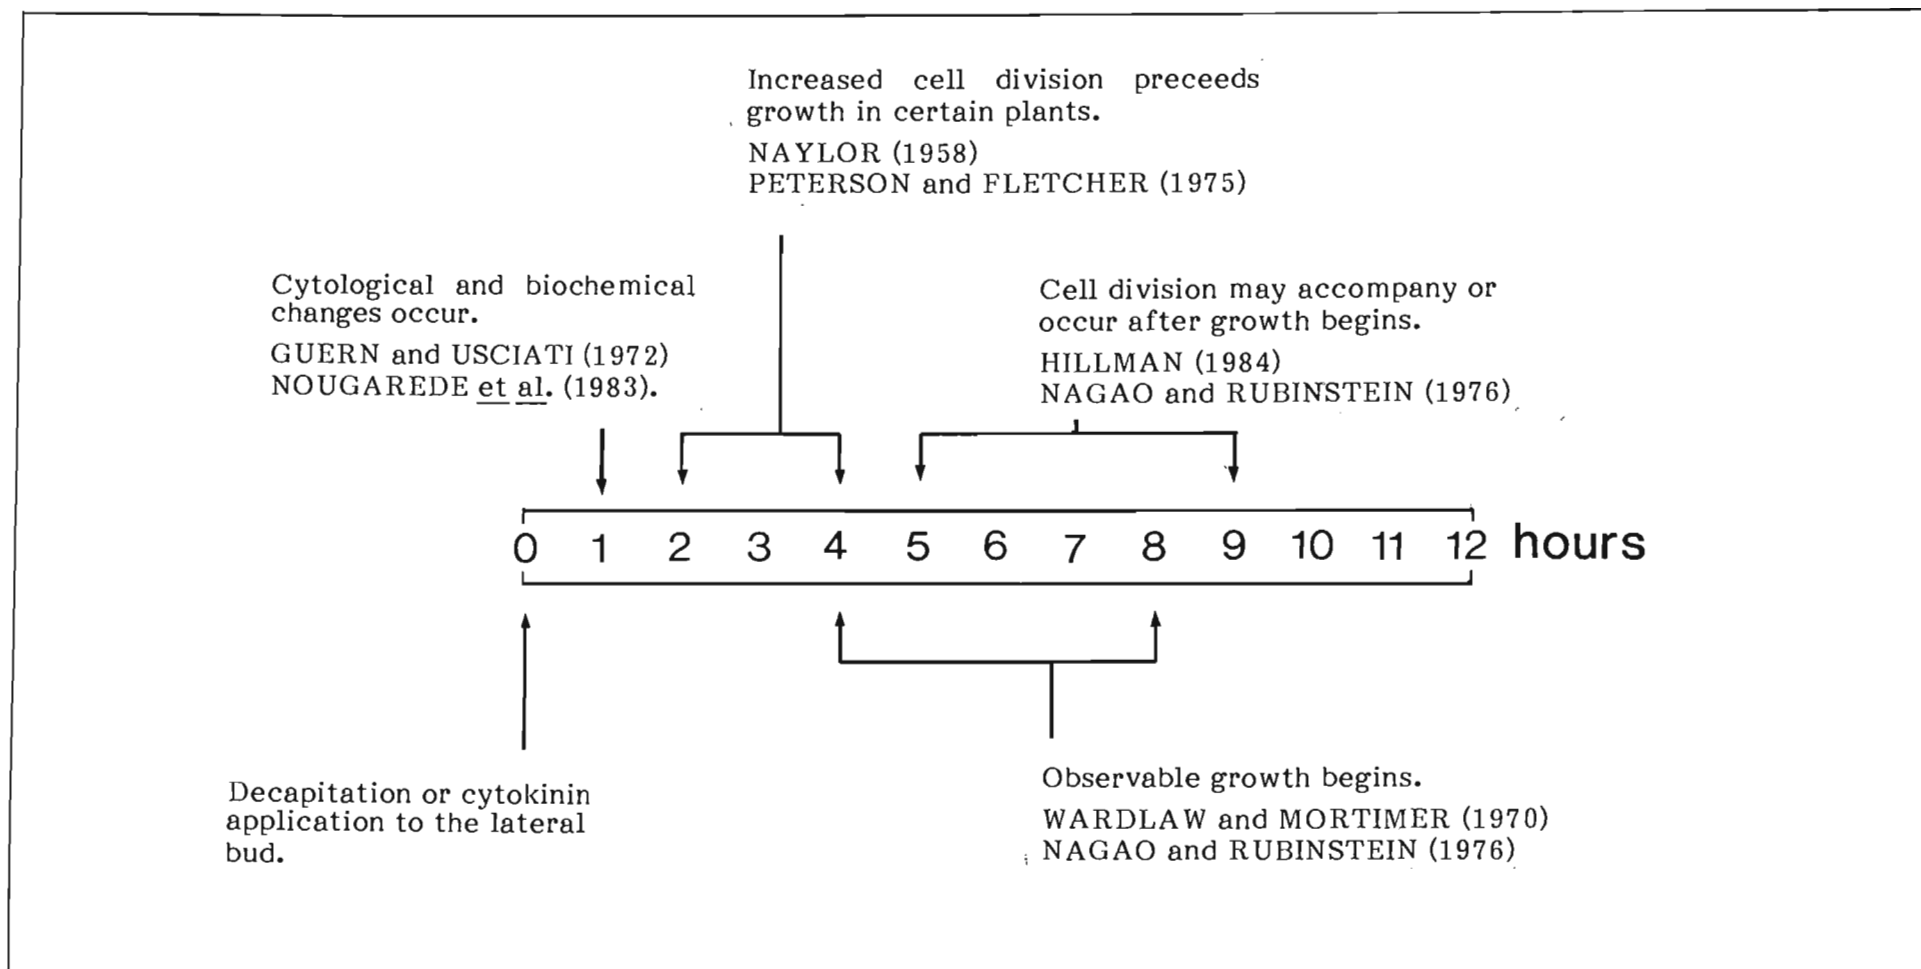 Increased cell division preceeds
growth in certain plants.
NAYLOR (1958)
PETERSON and FLETCHER (1975)
Cytological and biochemical
changes occur.
GUERN and USCIATI (1972)
NOUGAREDE et al. (1983).
Cell division may accompany or
occur after growth begins.
HILLMAN (1984)
NAGAO and RUBINSTEIN (1976)
0 1 2 3 4 5 6 7 8 9 10 11 12 hours
Decapitation or cytokinin
application to the lateral
bud.
Observable growth begins.
WARDLAW and MORTIMER (1970)
NAGAO and RUBINSTEIN (1976)